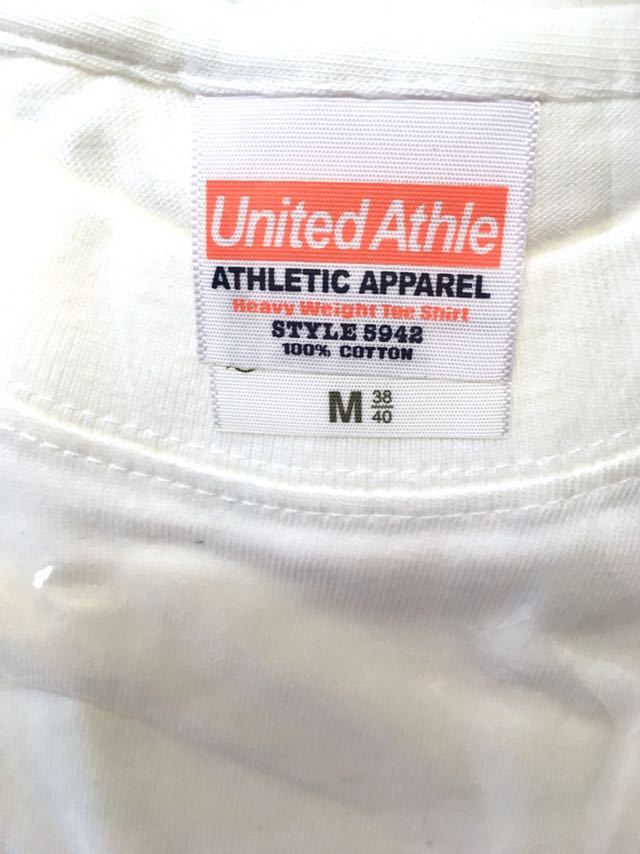 United Athle
ATHLETIC APPAREL
Heavy Weight Tee Shirt
STYLE 5942
100% COTTON
M 38/40